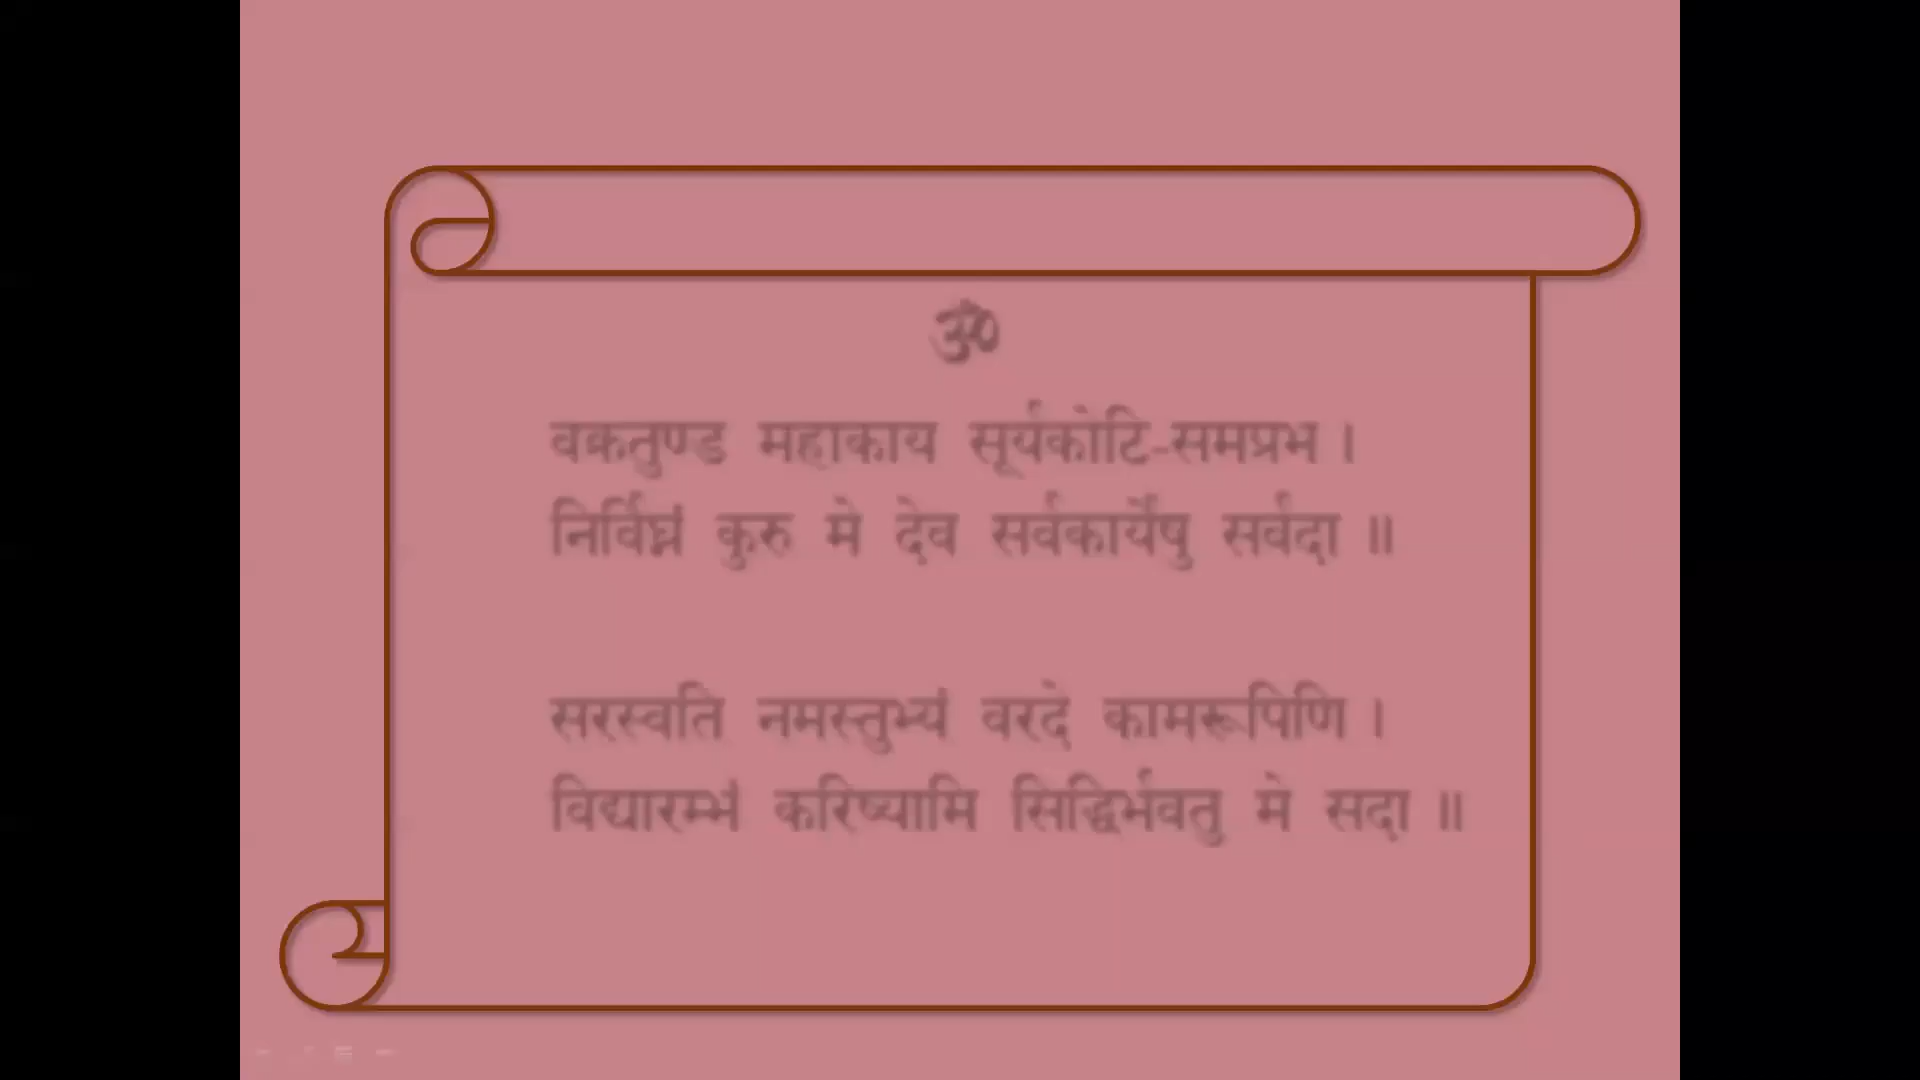 ॐ
वक्रतुण्ड महाकाय सूर्यकोटि-समप्रभ ।
निर्विघ्नं कुरु मे देव सर्वकार्येषु सर्वदा ॥
सरस्वति नमस्तुभ्यं वरदे कामरूपिणि ।
विद्यारम्भं करिष्यामि सिद्धिर्भवतु मे सदा ॥